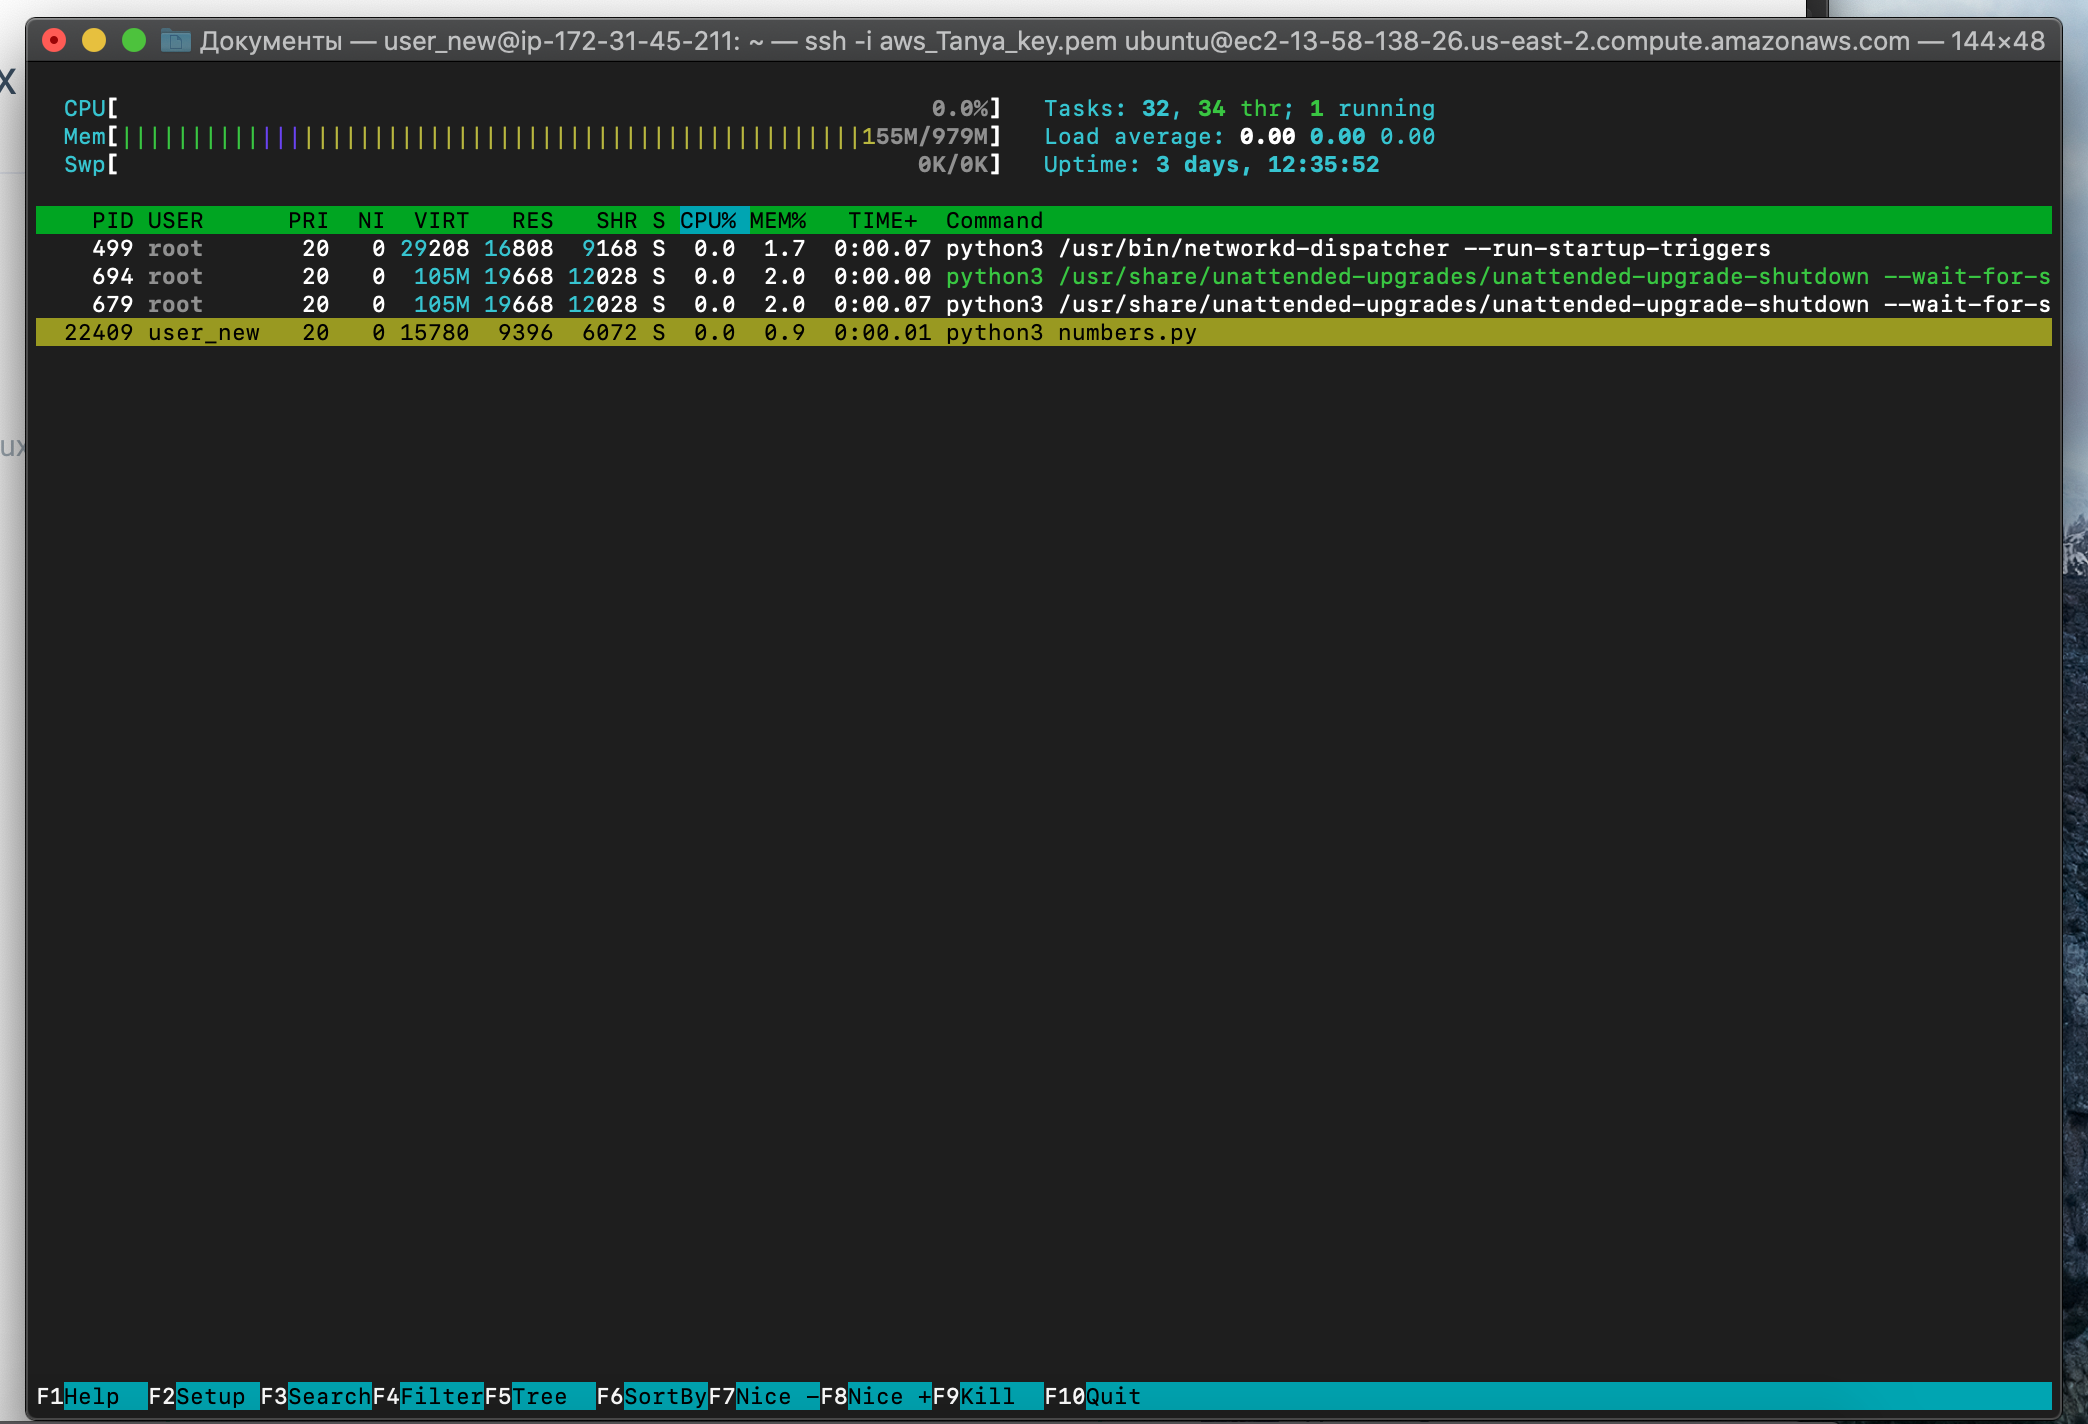 Документы — user_new@ip-172-31-45-211: ~ — ssh -i aws_Tanya_key.pem ubuntu@ec2-13-58-138-26.us-east-2.compute.amazonaws.com — 144×48
x
CPU[ 0.0%] Tasks: 32, 34 thr; 1 running
Mem[|||||||||||||||||||||||||||||||||||||||||||||||||||||155M/979M] Load average: 0.00 0.00 0.00
Swp[ 0K/0K] Uptime: 3 days, 12:35:52
PID USER PRI NI VIRT RES SHR S CPU% MEM% TIME+ Command
499 root 20 0 29208 16808 9168 S 0.0 1.7 0:00.07 python3 /usr/bin/networkd-dispatcher --run-startup-triggers
694 root 20 0 105M 19668 12028 S 0.0 2.0 0:00.00 python3 /usr/share/unattended-upgrades/unattended-upgrade-shutdown --wait-for-s
679 root 20 0 105M 19668 12028 S 0.0 2.0 0:00.07 python3 /usr/share/unattended-upgrades/unattended-upgrade-shutdown --wait-for-s
22409 user_new 20 0 15780 9396 6072 S 0.0 0.9 0:00.01 python3 numbers.py
ux
F1Help F2Setup F3SearchF4FilterF5Tree F6SortByF7Nice -F8Nice +F9Kill F10Quit